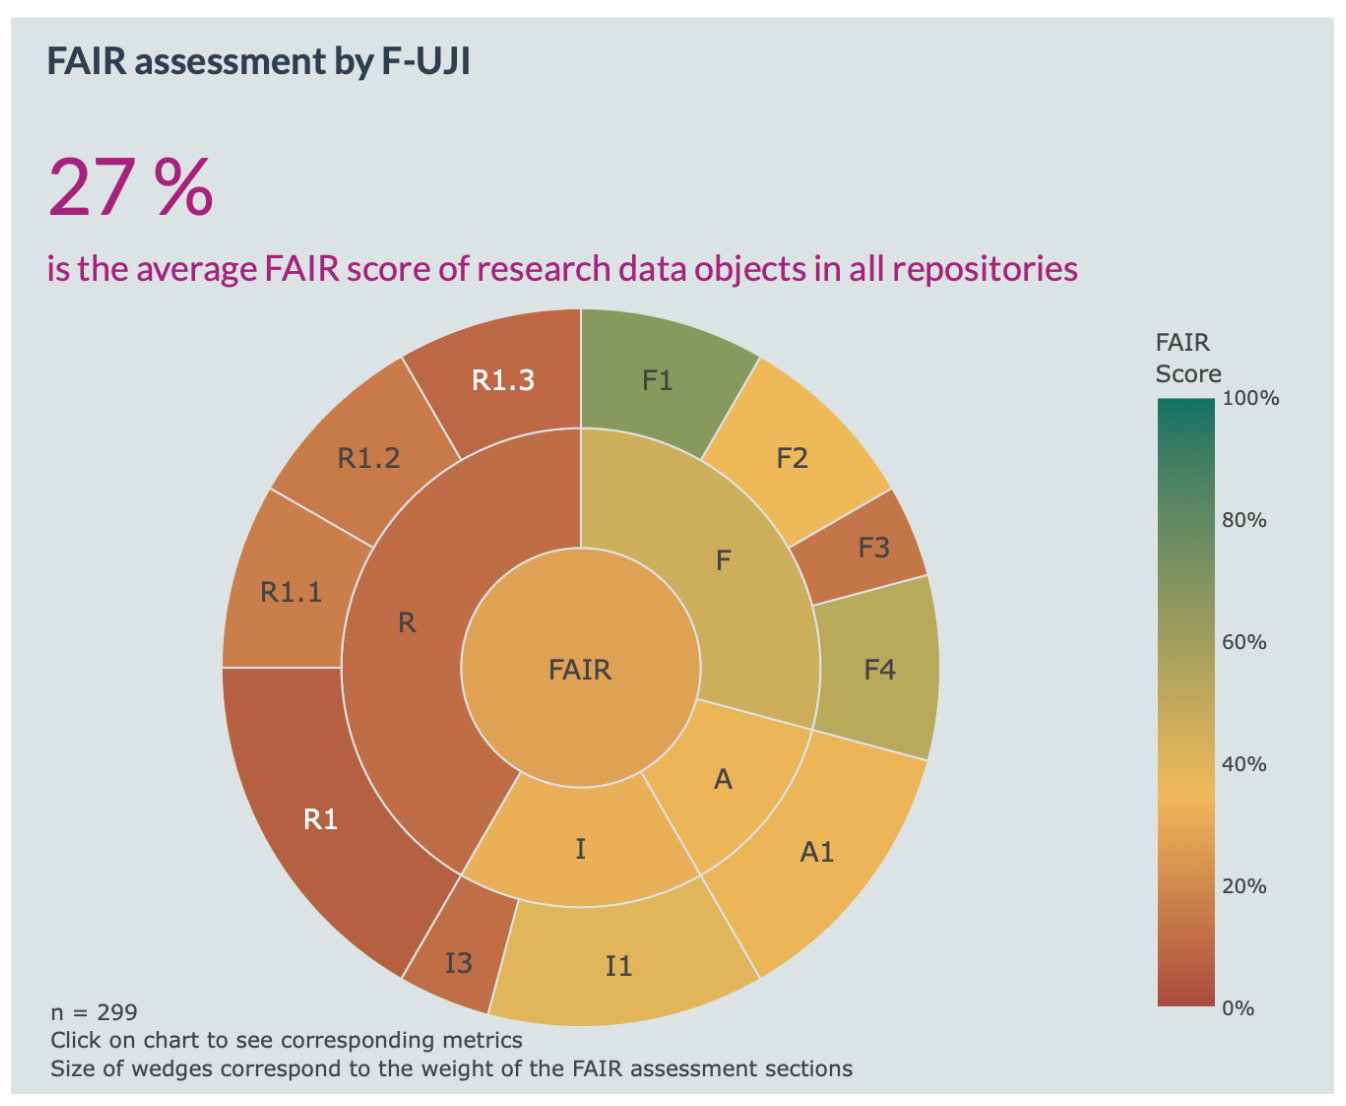 FAIR assessment by F-UJI
27 %
is the average FAIR score of research data objects in all repositories
R1.3
F1
R1.2
F2
F3
R1.1
F
R
FAIR
F4
A
R1
I
A1
I3
I1
FAIR
Score
100%
80%
60%
40%
20%
0%
n = 299
Click on chart to see corresponding metrics
Size of wedges correspond to the weight of the FAIR assessment sections